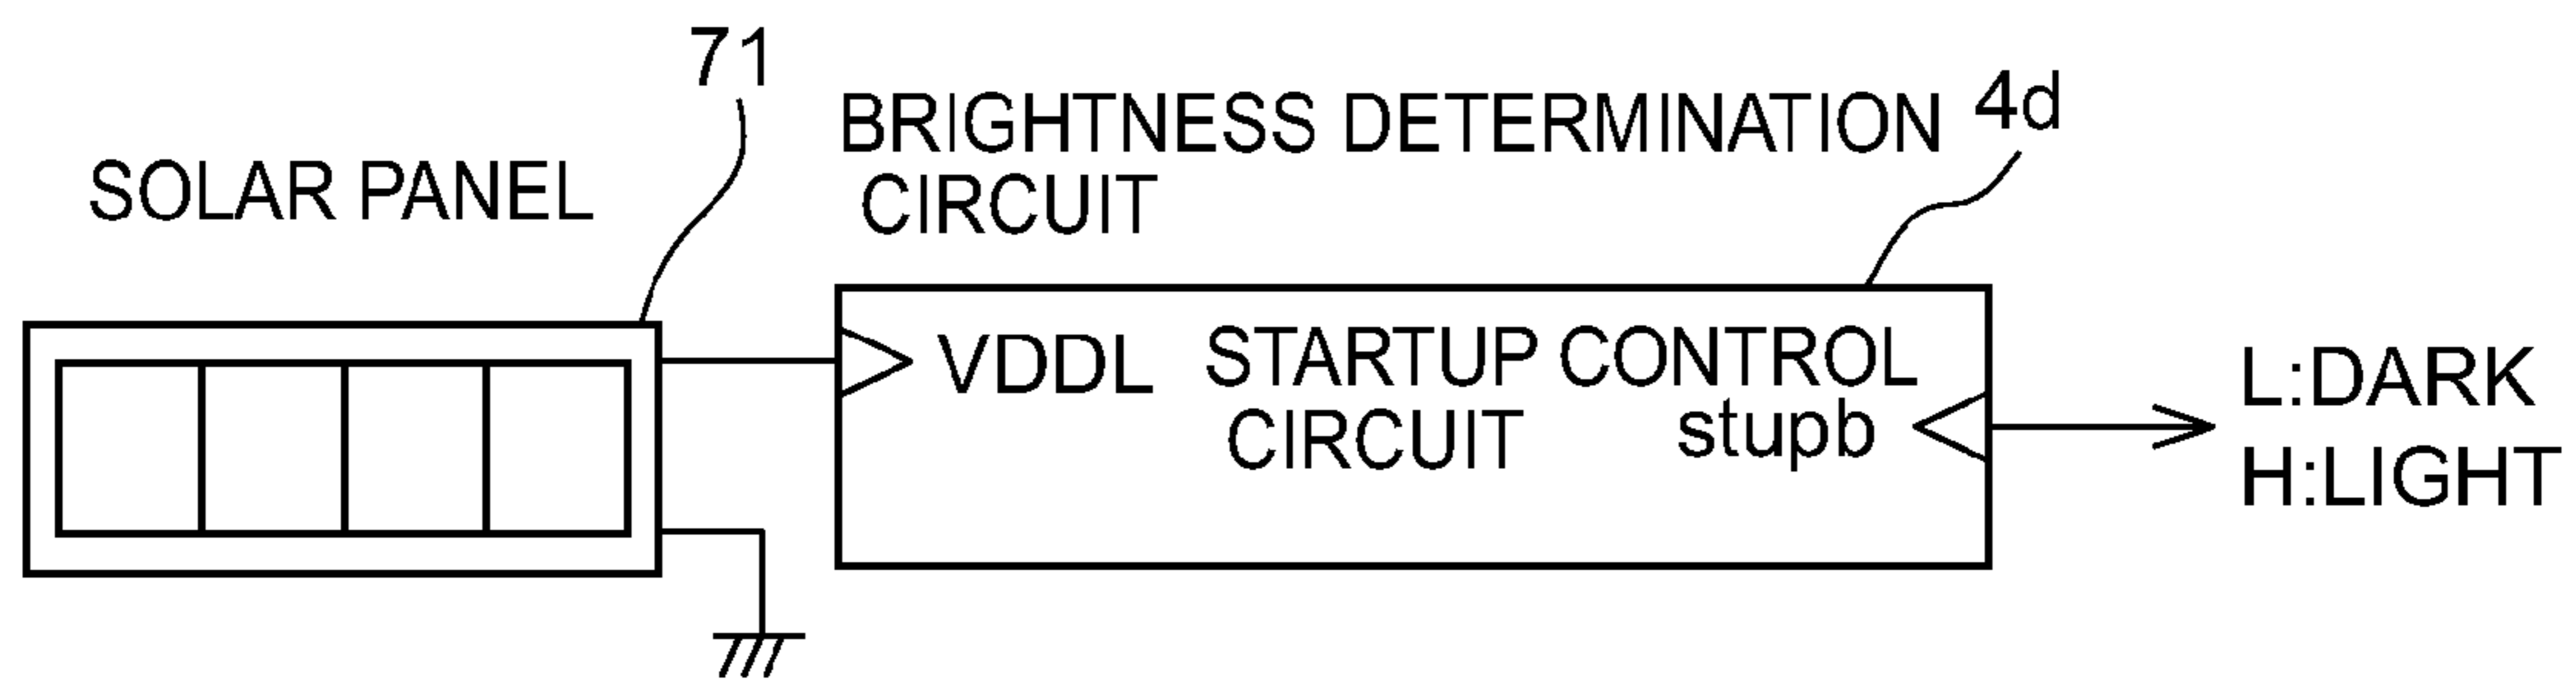 71
BRIGHTNESS DETERMINATION
CIRCUIT
4d
SOLAR PANEL
VDDL
STARTUP CONTROL
CIRCUIT
stupb
L:DARK
H:LIGHT